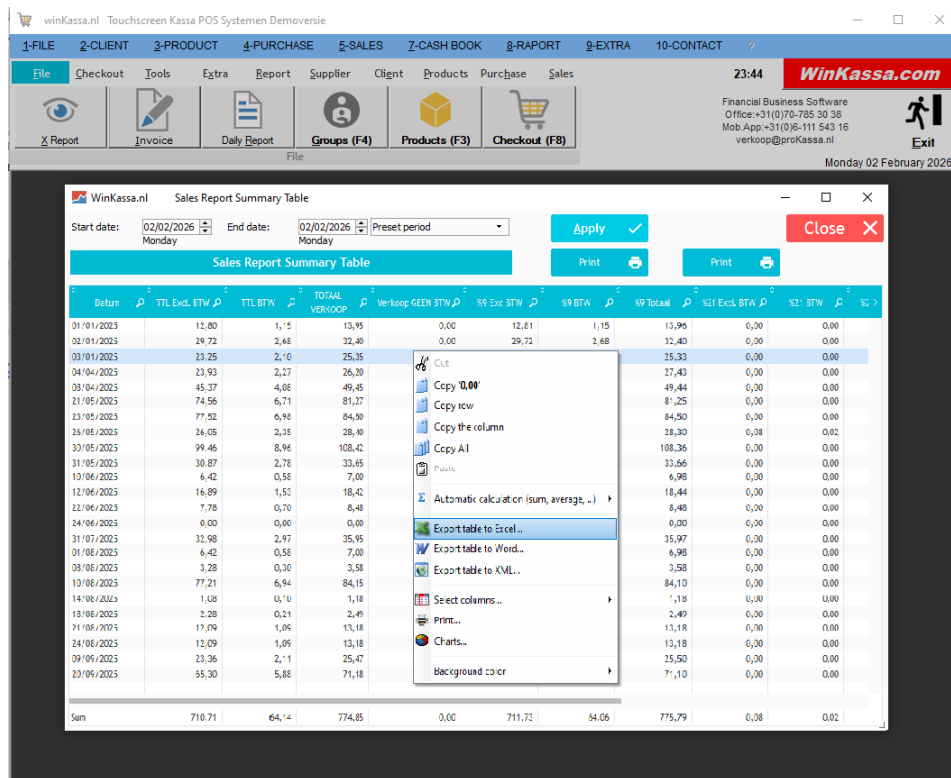 winKassa.nl Touchscreen Kassa POS Systemen Demoversie
1-FILE 2-CLIENT 3-PRODUCT 4-PURCHASE 5-SALES 7-CASH BOOK 8-RAPORT 9-EXTRA 10-CONTACT ?
File Checkout Tools Extra Report Supplier Client Products Purchase Sales 23:44 WinKassa.com
Financial Business Software
Office:+31(0)70-785 30 38
Mob.App:+31(0)6-111 543 16
verkoop@proKassa.nl
X Report Invoice Daily Report Groups (F4) Products (F3) Checkout (F8) Exit
File
Monday 02 February 2026
WinKassa.nl Sales Report Summary Table
Start date: 02/02/2026 End date: 02/02/2026 Preset period Apply Close
Monday Monday
Sales Report Summary Table Print Print
Datum TTL Excl. BTW TTL BTW TOTAAL VERKOOP Verkoop GEEN BTW %9 Exc BTW %9 BTW %9 Totaal %21 Excl. BTW %21 BTW
01/01/2025 12,80 1,15 13,95 0,00 12,81 1,15 13,96 0,00 0,00
02/01/2025 29,72 2,68 32,40 0,00 29,72 2,68 32,40 0,00 0,00
03/01/2025 23,25 2,10 25,35 25,33 0,00 0,00
04/04/2025 23,93 2,27 26,20 27,43 0,00 0,00
08/04/2025 45,37 4,08 49,45 49,44 0,00 0,00
21/05/2025 74,56 6,71 81,27 81,25 0,00 0,00
23/05/2025 77,52 6,98 84,50 84,50 0,00 0,00
26/05/2025 26,05 2,35 28,40 28,30 0,08 0,02
30/05/2025 99,46 8,96 108,42 108,36 0,00 0,00
31/05/2025 30,87 2,78 33,65 33,66 0,00 0,00
10/06/2025 6,42 0,58 7,00 6,98 0,00 0,00
12/06/2025 16,89 1,53 18,42 18,44 0,00 0,00
22/06/2025 7,78 0,70 8,48 8,48 0,00 0,00
24/06/2025 0,00 0,00 0,00 0,00 0,00 0,00
31/07/2025 32,98 2,97 35,95 35,97 0,00 0,00
01/08/2025 6,42 0,58 7,00 6,98 0,00 0,00
03/08/2025 3,28 0,30 3,58 3,58 0,00 0,00
10/08/2025 77,21 6,94 84,15 84,10 0,00 0,00
14/08/2025 1,08 0,10 1,18 1,18 0,00 0,00
18/08/2025 2,28 0,21 2,49 2,49 0,00 0,00
21/08/2025 12,09 1,09 13,18 13,18 0,00 0,00
24/08/2025 12,09 1,09 13,18 13,18 0,00 0,00
09/09/2025 23,36 2,11 25,47 25,50 0,00 0,00
20/09/2025 65,30 5,88 71,18 71,10 0,00 0,00
Sum 710,71 64,14 774,85 0,00 711,73 64,06 775,79 0,08 0,02
Cut
Copy '0,00'
Copy row
Copy the column
Copy All
Paste
Automatic calculation (sum, average, ..)
Export table to Excel...
Export table to Word...
Export table to XML...
Select columns...
Print...
Charts...
Background color